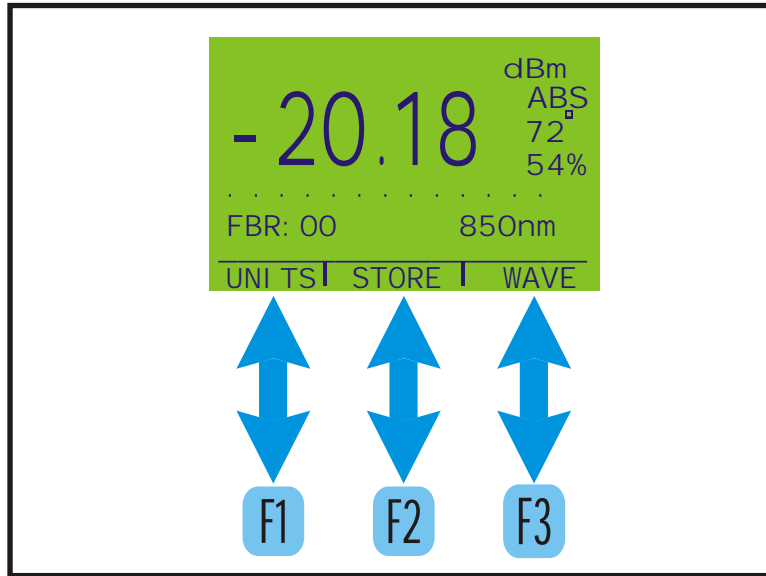 dBm
ABS
-20.18
72°
54%
. . . . . . . . . . . . .
FBR: 00 850nm
UNITS STORE WAVE
F1 F2 F3